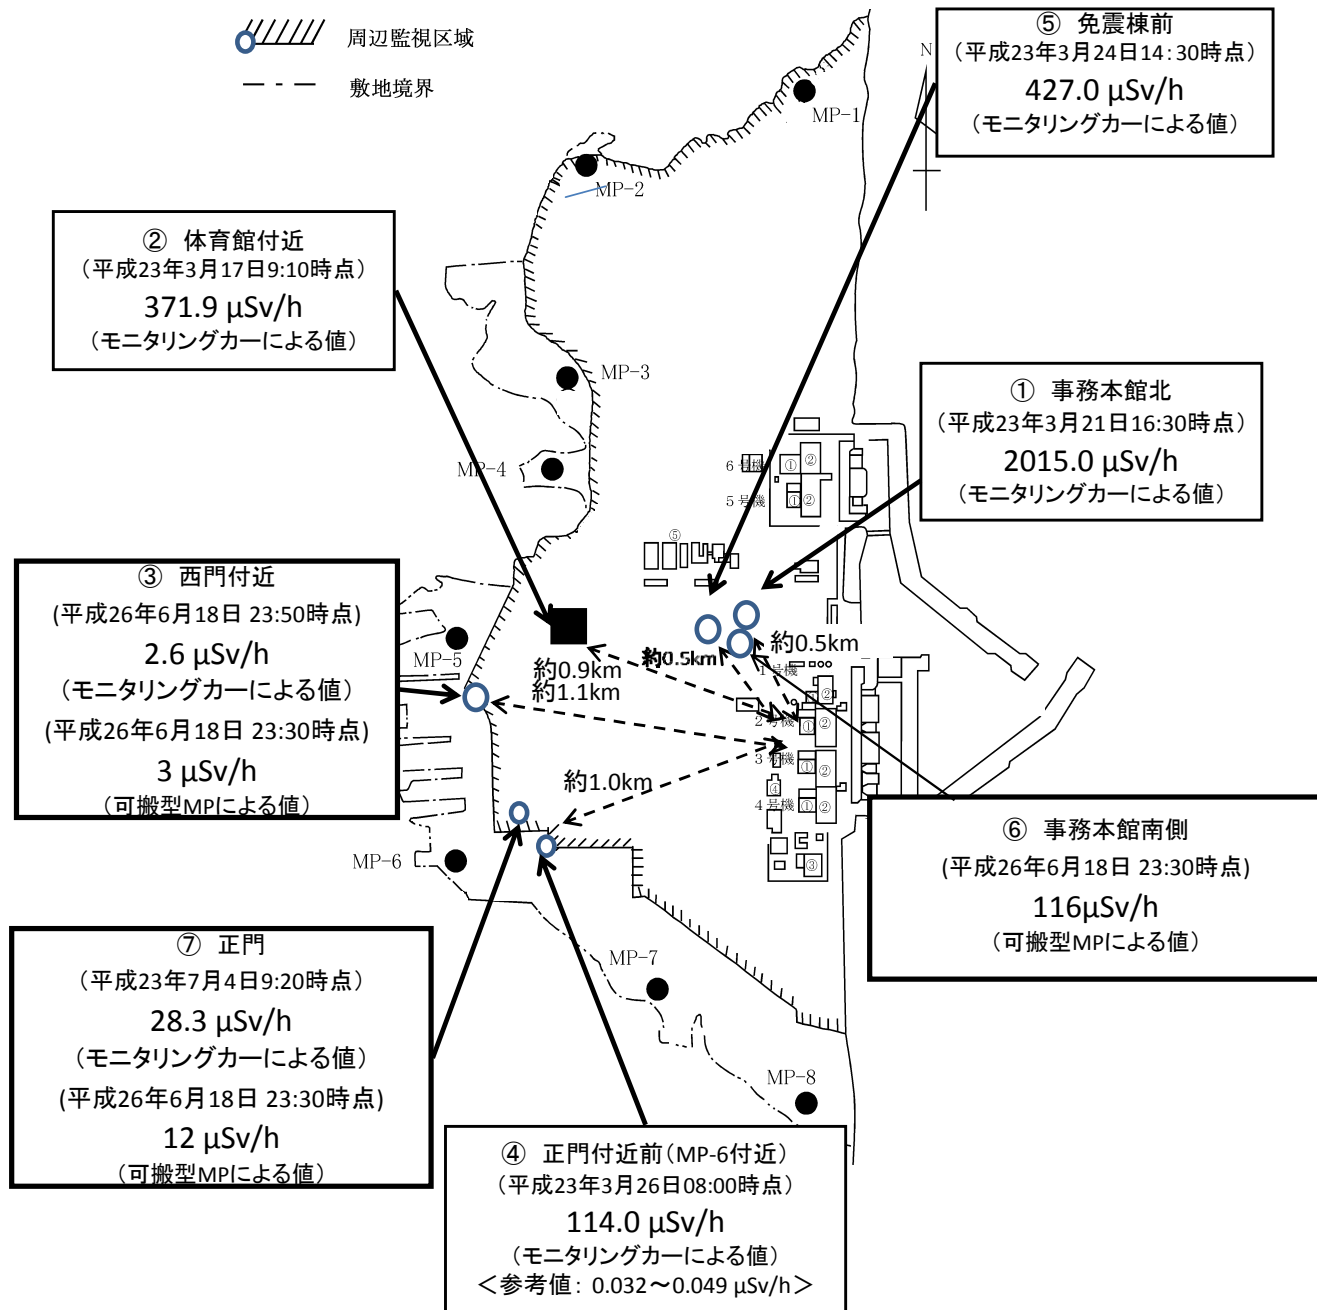 周辺監視区域
敷地境界
⑤ 免震棟前
(平成23年3月24日14:30時点)
427.0 μSv/h
(モニタリングカーによる値)
N
MP-1
MP-2
② 体育館付近
(平成23年3月17日9:10時点)
371.9 μSv/h
(モニタリングカーによる値)
MP-3
① 事務本館北
(平成23年3月21日16:30時点)
2015.0 μSv/h
(モニタリングカーによる値)
MP-4
6号機
① ②
5号機
① ②
⑤
③ 西門付近
(平成26年6月18日 23:50時点)
2.6 μSv/h
(モニタリングカーによる値)
(平成26年6月18日 23:30時点)
3 μSv/h
(可搬型MPによる値)
MP-5
約0.9km
約1.1km
約0.5km
約0.5km
1号機
②
2号機
① ②
3号機
① ②
④
4号機
① ②
③
約1.0km
MP-6
⑥ 事務本館南側
(平成26年6月18日 23:30時点)
116μSv/h
(可搬型MPによる値)
⑦ 正門
(平成23年7月4日9:20時点)
28.3 μSv/h
(モニタリングカーによる値)
(平成26年6月18日 23:30時点)
12 μSv/h
(可搬型MPによる値)
MP-7
MP-8
④ 正門付近前(MP-6付近)
(平成23年3月26日08:00時点)
114.0 μSv/h
(モニタリングカーによる値)
<参考値: 0.032～0.049 μSv/h>